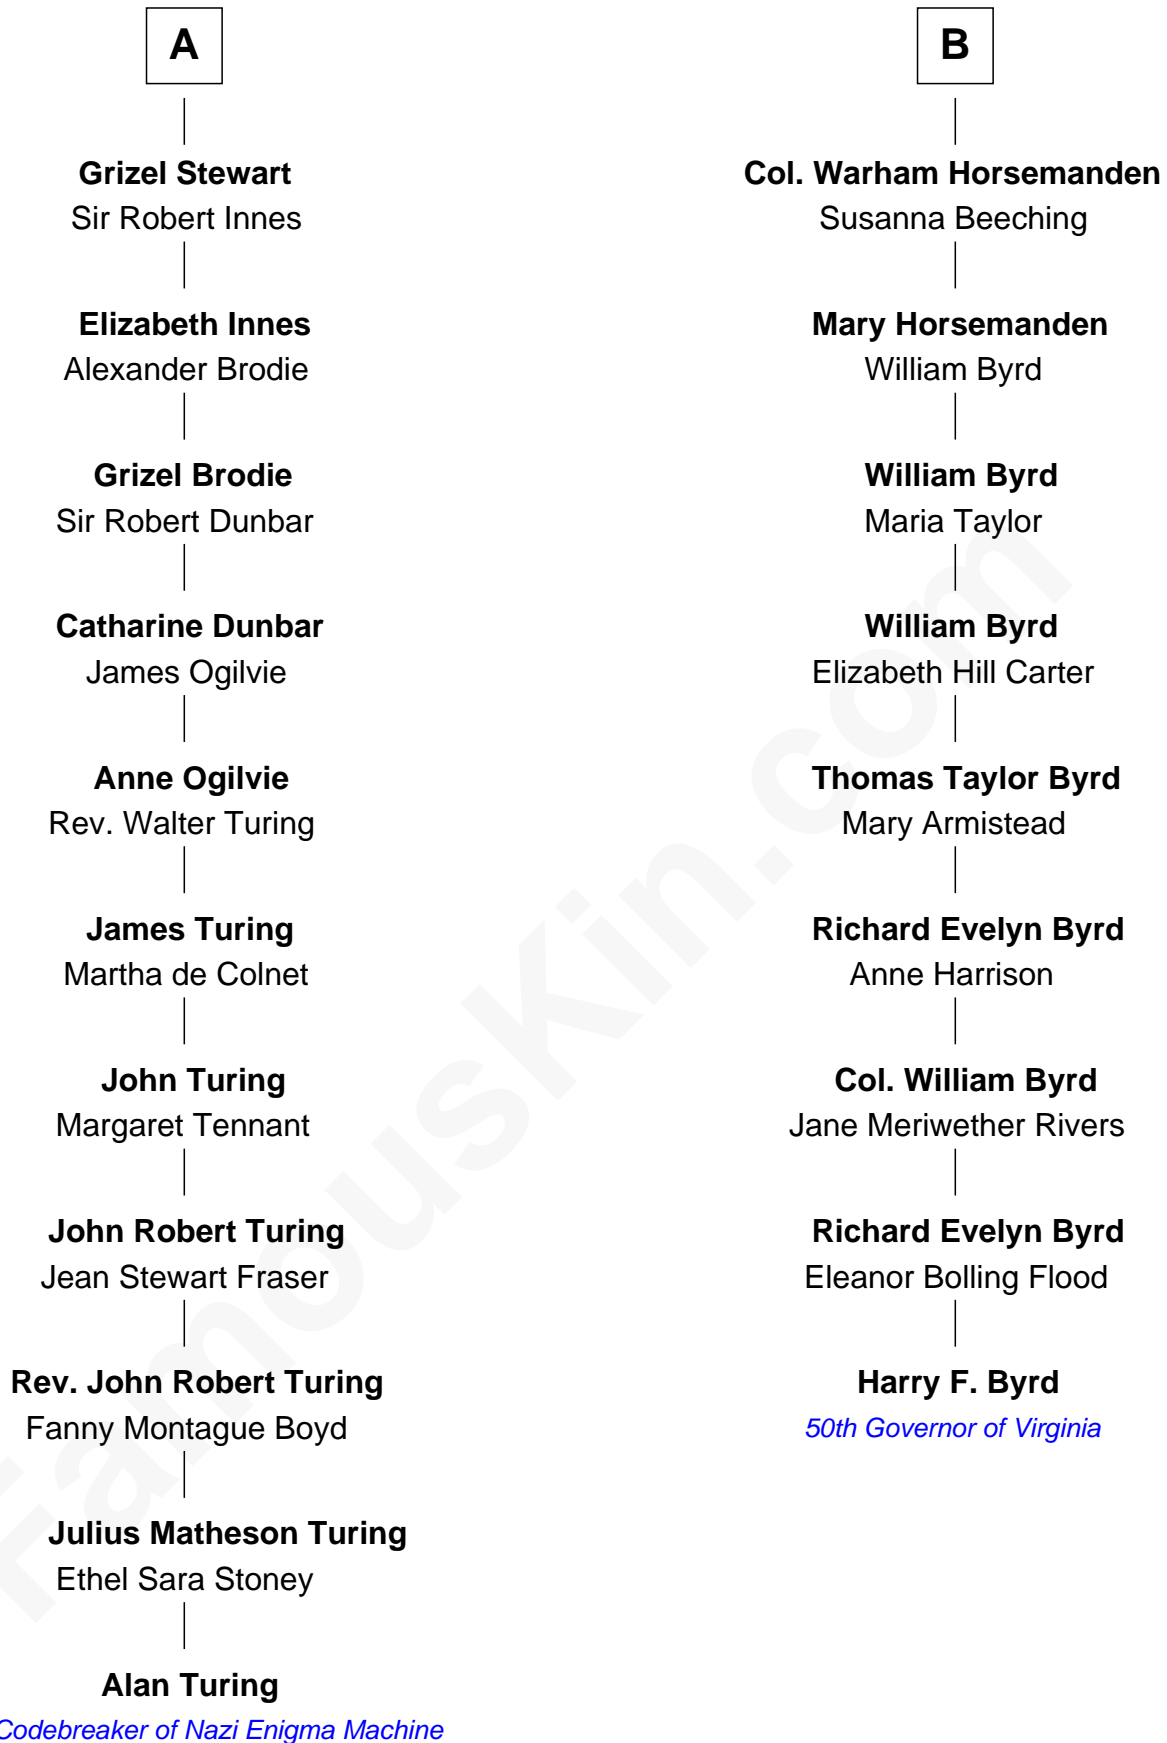 A
Grizel Stewart
Sir Robert Innes
Elizabeth Innes
Alexander Brodie
Grizel Brodie
Sir Robert Dunbar
Catharine Dunbar
James Ogilvie
Anne Ogilvie
Rev. Walter Turing
James Turing
Martha de Colnet
John Turing
Margaret Tennant
John Robert Turing
Jean Stewart Fraser
Rev. John Robert Turing
Fanny Montague Boyd
Julius Matheson Turing
Ethel Sara Stoney
Alan Turing
Codebreaker of Nazi Enigma Machine
B
Col. Warham Horsemanden
Susanna Beeching
Mary Horsemanden
William Byrd
William Byrd
Maria Taylor
William Byrd
Elizabeth Hill Carter
Thomas Taylor Byrd
Mary Armistead
Richard Evelyn Byrd
Anne Harrison
Col. William Byrd
Jane Meriwether Rivers
Richard Evelyn Byrd
Eleanor Bolling Flood
Harry F. Byrd
50th Governor of Virginia
FamousKin.com